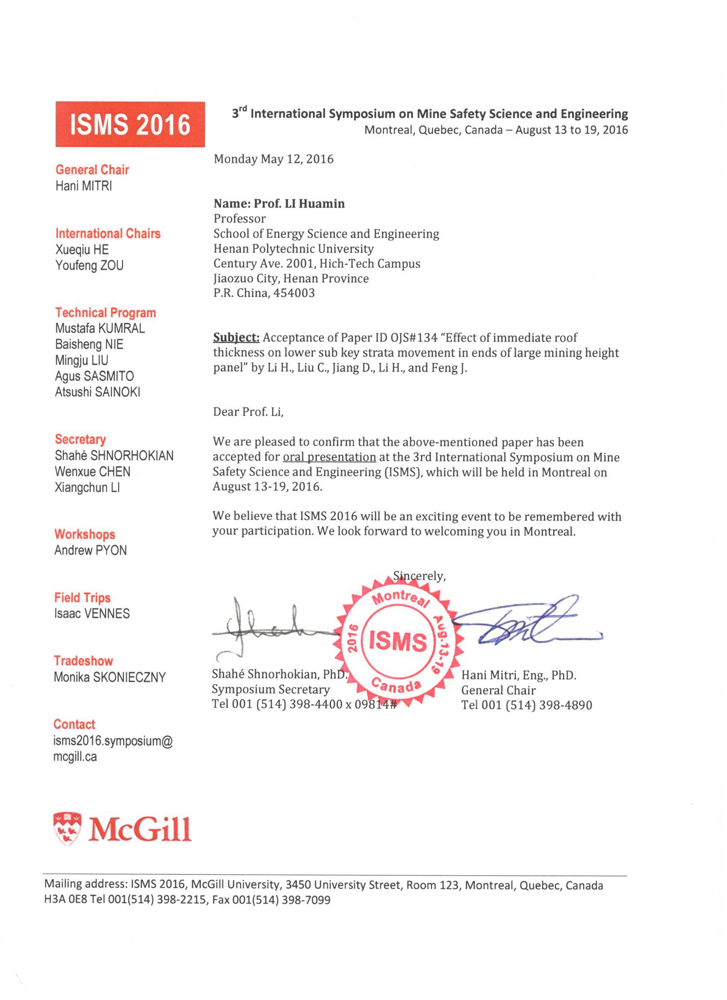 ISMS 2016
3rd International Symposium on Mine Safety Science and Engineering
Montreal, Quebec, Canada – August 13 to 19, 2016
General Chair
Hani MITRI
International Chairs
Xueqiu HE
Youfeng ZOU
Technical Program
Mustafa KUMRAL
Baisheng NIE
Mingju LIU
Agus SASMITO
Atsushi SAINOKI
Secretary
Shahé SHNORHOKIAN
Wenxue CHEN
Xiangchun LI
Workshops
Andrew PYON
Field Trips
Isaac VENNES
Tradeshow
Monika SKONIECZNY
Contact
isms2016.symposium@
mcgill.ca
Monday May 12, 2016
Name: Prof. LI Huamin
Professor
School of Energy Science and Engineering
Henan Polytechnic University
Century Ave. 2001, Hich-Tech Campus
Jiaozuo City, Henan Province
P.R. China, 454003
Subject: Acceptance of Paper ID OJS#134 “Effect of immediate roof
thickness on lower sub key strata movement in ends of large mining height
panel” by Li H., Liu C., Jiang D., Li H., and Feng J.
Dear Prof. Li,
We are pleased to confirm that the above-mentioned paper has been
accepted for oral presentation at the 3rd International Symposium on Mine
Safety Science and Engineering (ISMS), which will be held in Montreal on
August 13-19, 2016.
We believe that ISMS 2016 will be an exciting event to be remembered with
your participation. We look forward to welcoming you in Montreal.
Sincerely,
Montreal
Aug.13-19
2016
ISMS
Canada
Shahé Shnorhokian, PhD.
Symposium Secretary
Tel 001 (514) 398-4400 x 09814#
Hani Mitri, Eng., PhD.
General Chair
Tel 001 (514) 398-4890
McGill
Mailing address: ISMS 2016, McGill University, 3450 University Street, Room 123, Montreal, Quebec, Canada
H3A 0E8 Tel 001(514) 398-2215, Fax 001(514) 398-7099